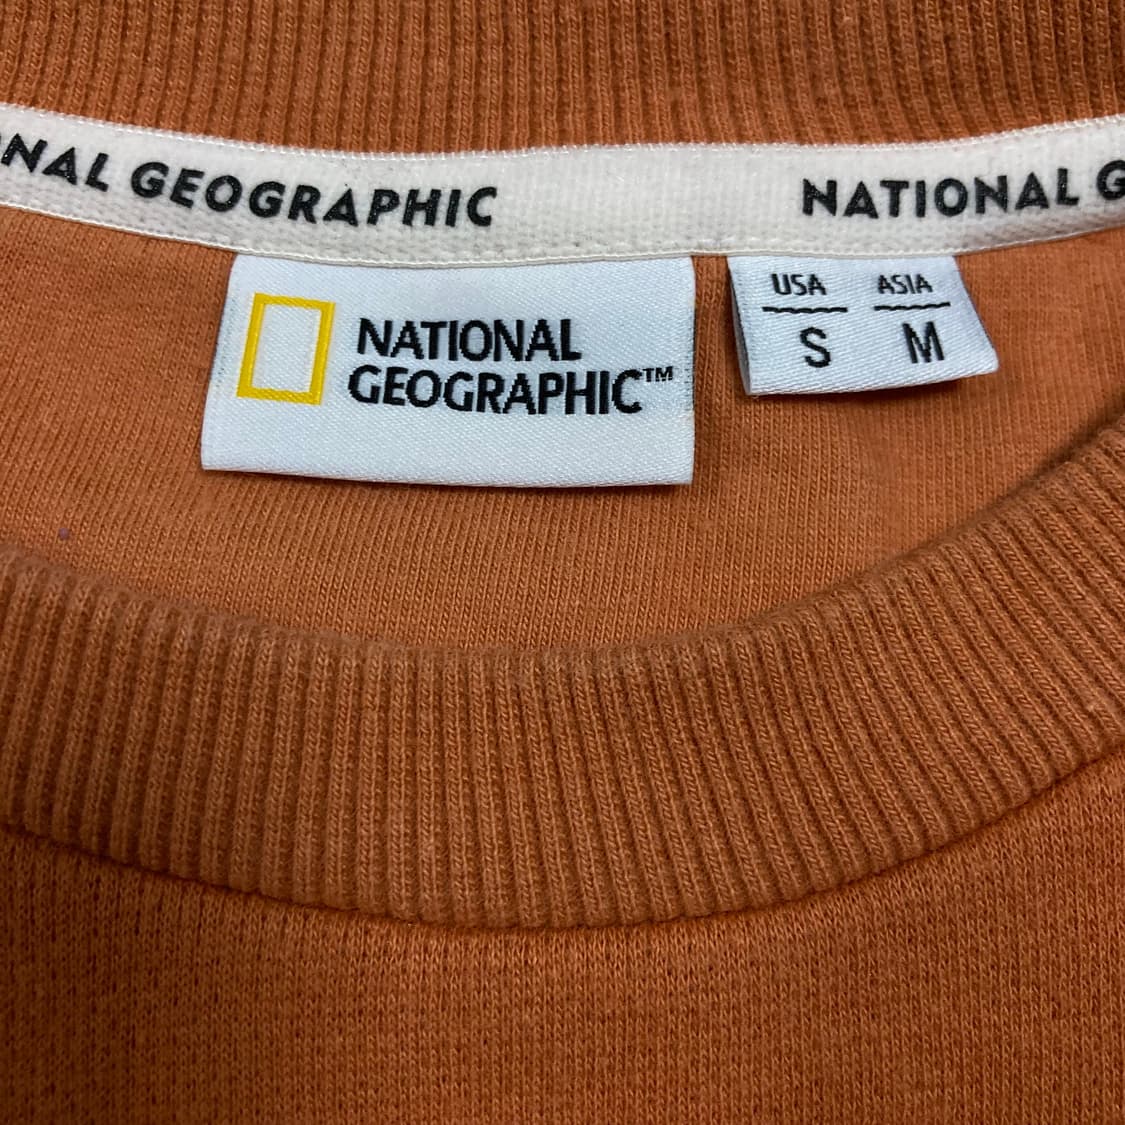 NAL GEOGRAPHIC
NATIONAL G
NATIONAL
GEOGRAPHIC™
USA ASIA
S M